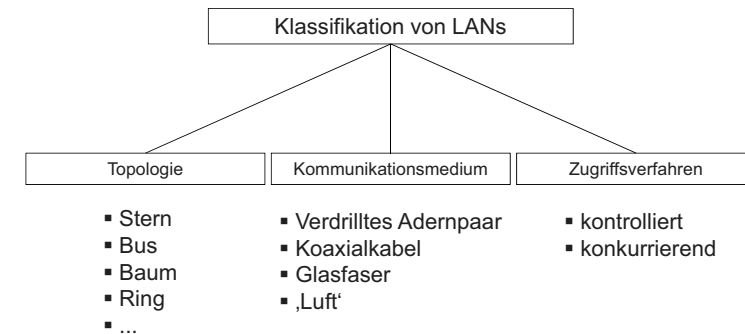 Klassifikation von LANs
Topologie
▪ Stern
▪ Bus
▪ Baum
▪ Ring
▪ ...
Kommunikationsmedium
▪ Verdrilltes Adernpaar
▪ Koaxialkabel
▪ Glasfaser
▪ ‚Luft‘
Zugriffsverfahren
▪ kontrolliert
▪ konkurrierend